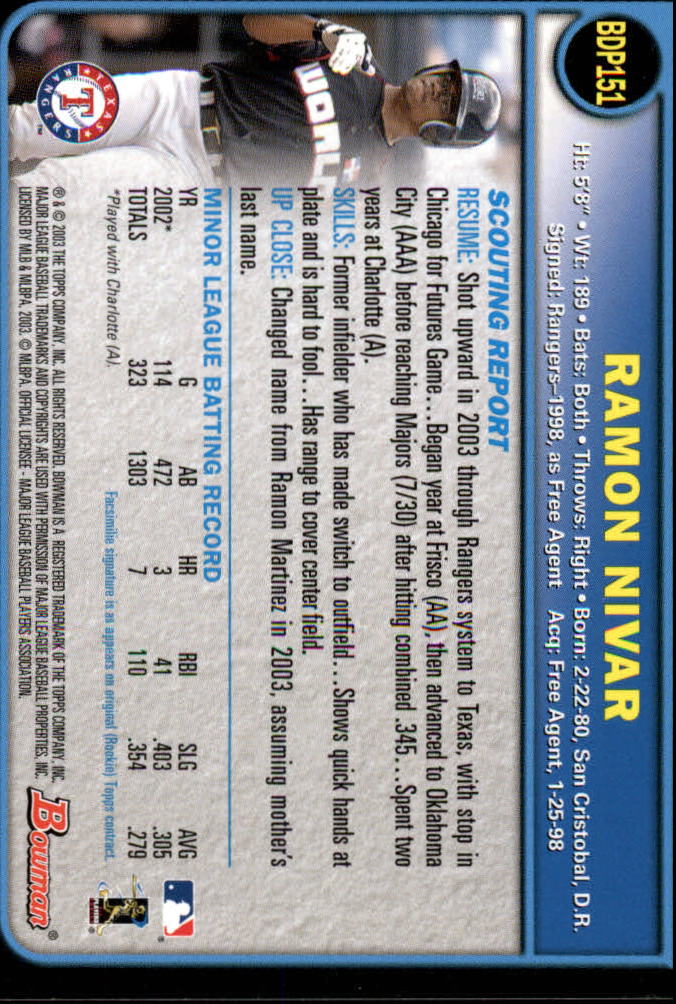 BDP151
RAMON NIVAR
Ht: 5'8" • Wt: 189 • Bats: Both • Throws: Right • Born: 2-22-80, San Cristobal, D.R.
Signed: Rangers–1998, as Free Agent Acq: Free Agent, 1-25-98
WORL
TEXAS
T
RANGERS
TM
SCOUTING REPORT
RESUME: Shot upward in 2003 through Rangers system to Texas, with stop in
Chicago for Futures Game...Began year at Frisco (AA), then advanced to Oklahoma
City (AAA) before reaching Majors (7/30) after hitting combined .345...Spent two
years at Charlotte (A).
SKILLS: Former infielder who has made switch to outfield...Shows quick hands at
plate and is hard to fool...Has range to cover center field.
UP CLOSE: Changed name from Ramon Martinez in 2003, assuming mother's
last name.
MINOR LEAGUE BATTING RECORD
YR G AB HR RBI SLG AVG
2002* 114 472 3 41 .403 .305
TOTALS 323 1303 7 110 .354 .279
*Played with Charlotte (A).
Facsimile signature is as appears on original (Rookie) Topps contract.
® & © 2003 THE TOPPS COMPANY, INC. ALL RIGHTS RESERVED. BOWMAN IS A REGISTERED TRADEMARK OF THE TOPPS COMPANY, INC.
MAJOR LEAGUE BASEBALL TRADEMARKS AND COPYRIGHTS ARE USED WITH PERMISSION OF MAJOR LEAGUE BASEBALL PROPERTIES, INC.
LICENSED BY MLB & MLBPA. 2003. © MLBPA. OFFICIAL LICENSEE - MAJOR LEAGUE BASEBALL PLAYERS ASSOCIATION.
Bowman®